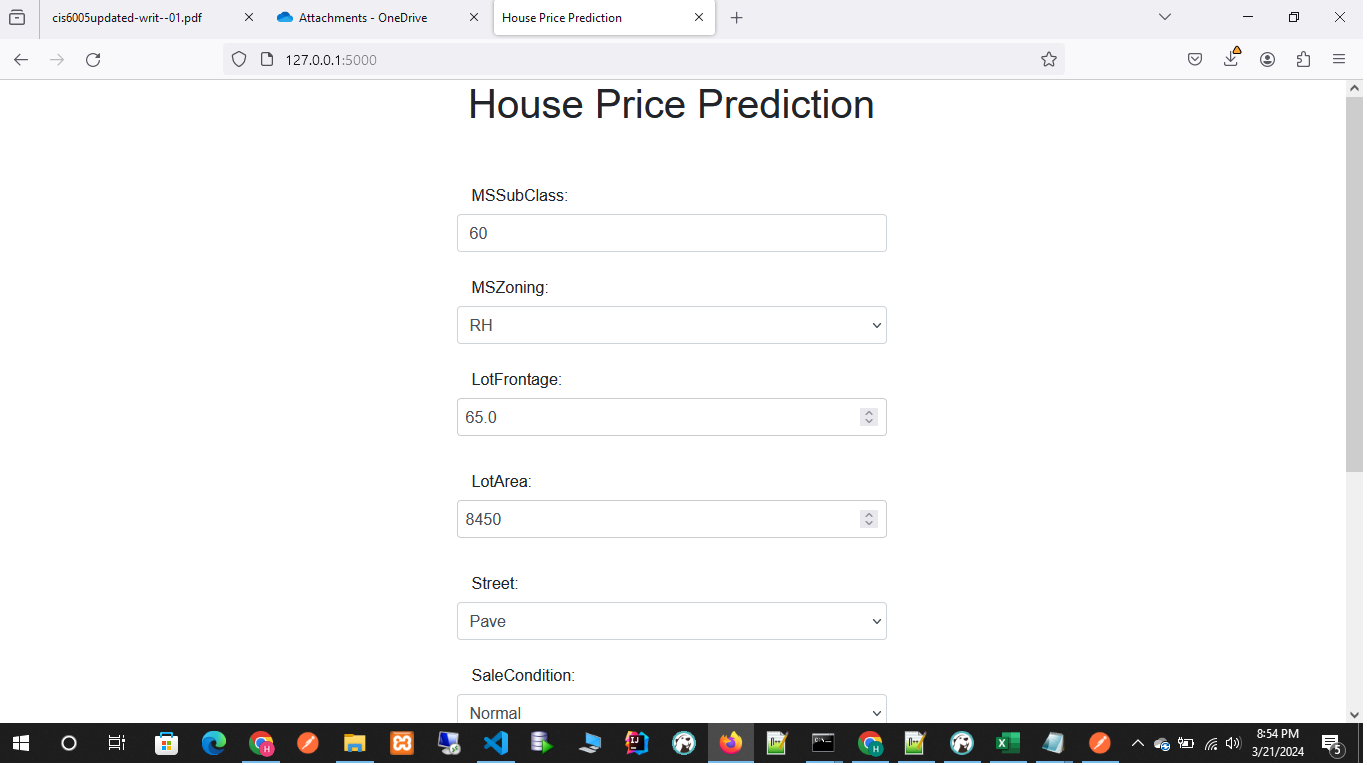 cis6005updated-writ--01.pdf
Attachments - OneDrive
House Price Prediction
127.0.0.1:5000
House Price Prediction
MSSubClass:
60
MSZoning:
RH
LotFrontage:
65.0
LotArea:
8450
Street:
Pave
SaleCondition:
Normal
8:54 PM
3/21/2024
5